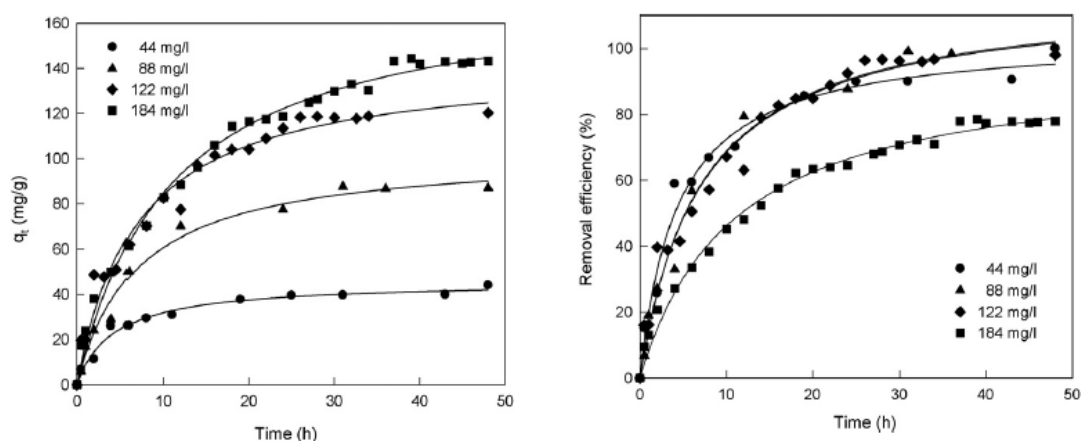 160
140
120
100
80
60
40
20
0
qt (mg/g)
44 mg/l
88 mg/l
122 mg/l
184 mg/l
0 10 20 30 40 50
Time (h)
100
80
60
40
20
0
Removal efficiency (%)
44 mg/l
88 mg/l
122 mg/l
184 mg/l
0 10 20 30 40 50
Time (h)